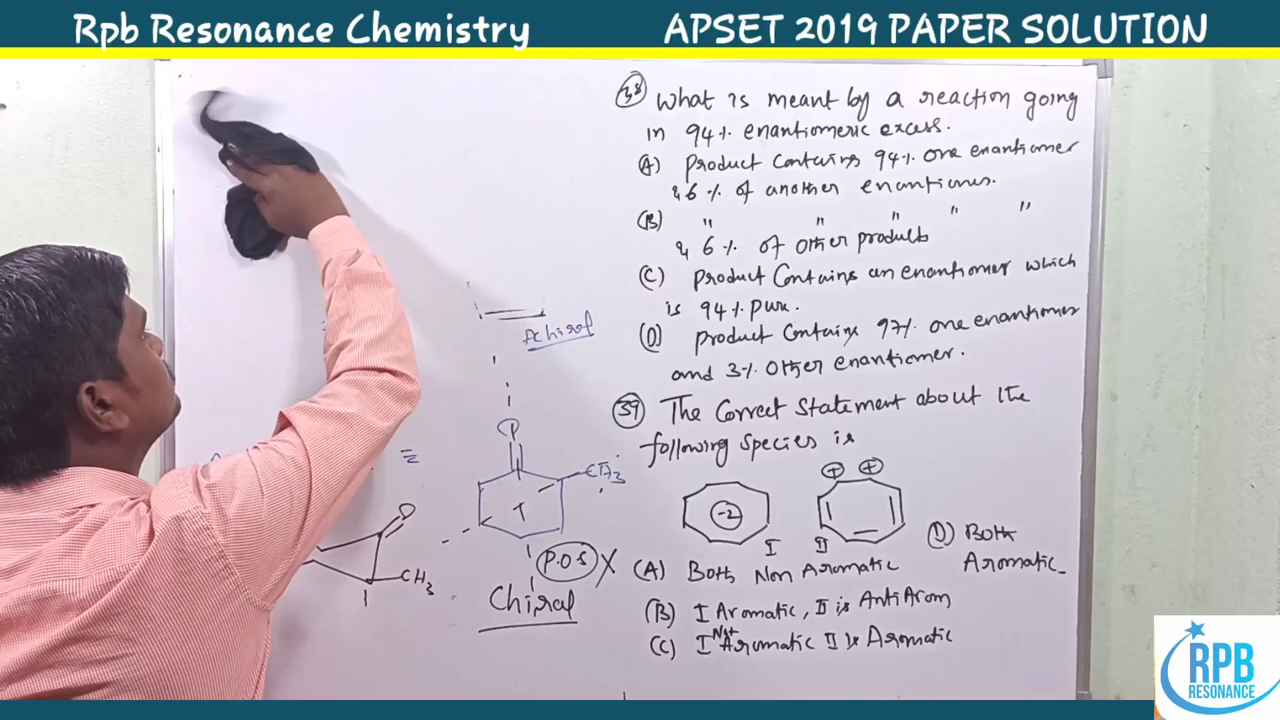 Rpb Resonance Chemistry
APSET 2019 PAPER SOLUTION
38 What is meant by a reaction going
in 94% enantiomeric excess.
(A) product contains 94% one enantiomer
& 6% of another enantiomer.
(B) " " " " "
& 6% of other products
(C) product contains an enantiomer which
is 94% pure.
(D) product contains 97% one enantiomer
and 3% other enantiomer.
39 The Correct Statement about the
following species is
-2
I
+ +
II
(A) Both Non Aromatic
(B) I Aromatic, II is AntiArom
(C) I Not Aromatic II is Aromatic
(D) Both
Aromatic
Achiral
O
CH3
+
P.O.S X
Chiral
O
CH3
RPB
RESONANCE